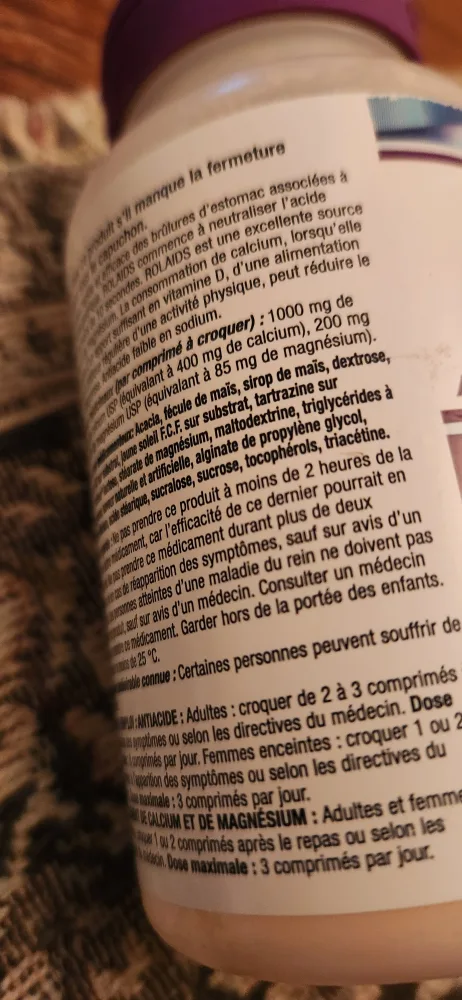 s'il manque la fermeture
capuchon.
efficace des brûlures d'estomac associées à
ROLAIDS commence à neutraliser l'acide
secondes. ROLAIDS est une excellente source
La consommation de calcium, lorsqu'elle
suffisant en vitamine D, d'une alimentation
d'une activité physique, peut réduire le
faible en sodium.
(par comprimé à croquer) : 1000 mg de
USP (équivalant à 400 mg de calcium), 200 mg
USP (équivalant à 85 mg de magnésium).
Acacia, fécule de maïs, sirop de maïs, dextrose,
jaune soleil F.C.F. sur substrat, tartrazine sur
stéarate de magnésium, maltodextrine, triglycérides à
naturelle et artificielle, alginate de propylène glycol,
stéarique, sucralose, sucrose, tocophérols, triacétine.
pas prendre ce produit à moins de 2 heures de la
médicament, car l'efficacité de ce dernier pourrait en
pas prendre ce médicament durant plus de deux
de réapparition des symptômes, sauf sur avis d'un
personnes atteintes d'une maladie du rein ne doivent pas
sauf sur avis d'un médecin. Consulter un médecin
ce médicament. Garder hors de la portée des enfants.
de 25 °C.
connue : Certaines personnes peuvent souffrir de
ANTIACIDE : Adultes : croquer de 2 à 3 comprimés
symptômes ou selon les directives du médecin. Dose
comprimés par jour. Femmes enceintes : croquer 1 ou 2
l'apparition des symptômes ou selon les directives du
maximale : 3 comprimés par jour.
DE CALCIUM ET DE MAGNÉSIUM : Adultes et femme
1 ou 2 comprimés après le repas ou selon les
médecin. Dose maximale : 3 comprimés par jour.